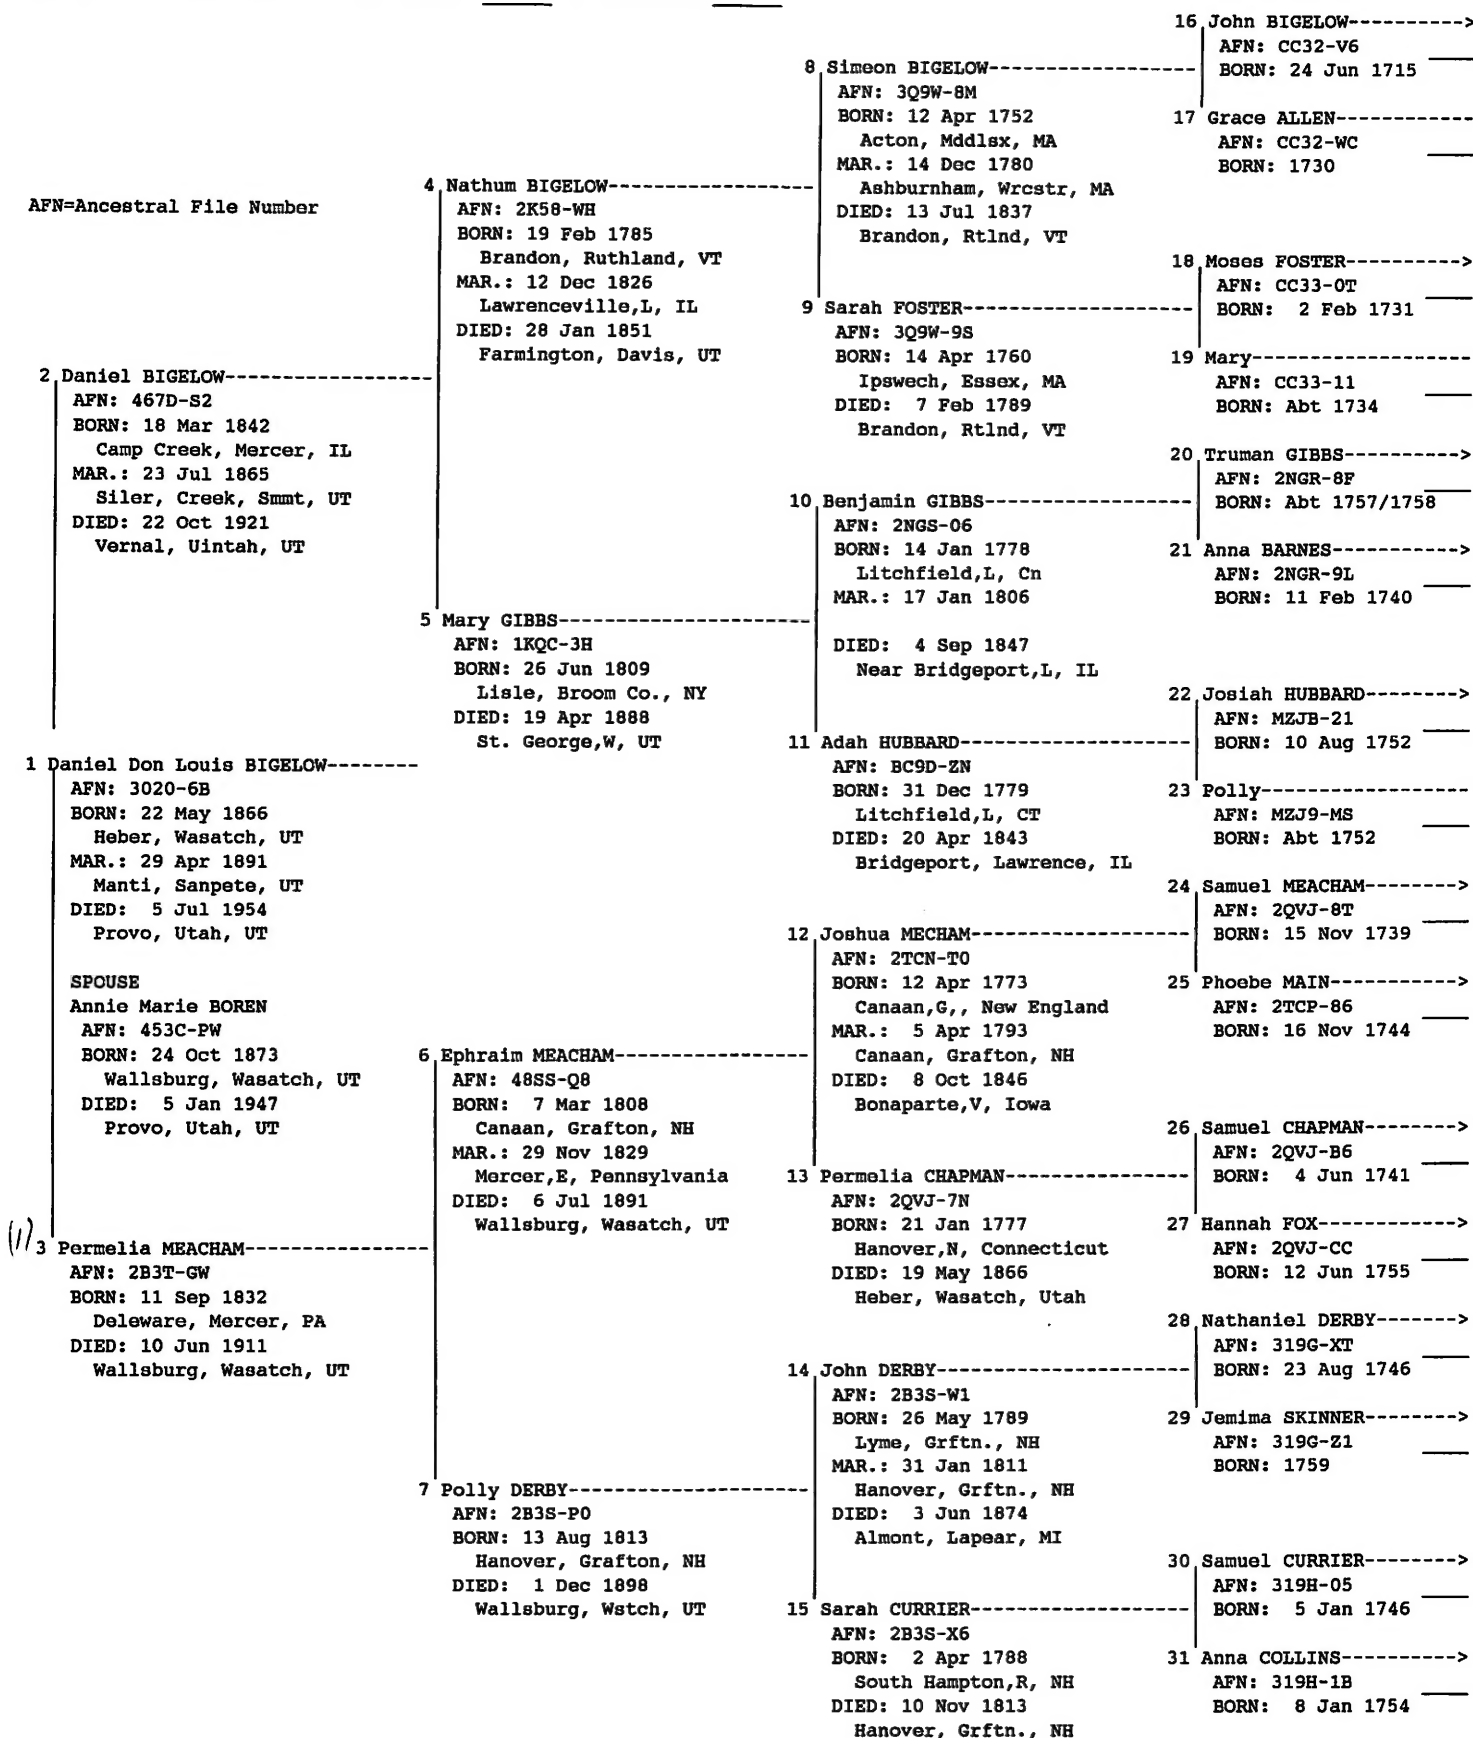 AFN=Ancestral File Number
2 Daniel BIGELOW-----------------
AFN: 467D-S2
BORN: 18 Mar 1842
Camp Creek, Mercer, IL
MAR.: 23 Jul 1865
Siler, Creek, Smmt, UT
DIED: 22 Oct 1921
Vernal, Uintah, UT
1 Daniel Don Louis BIGELOW--------
AFN: 3020-6B
BORN: 22 May 1866
Heber, Wasatch, UT
MAR.: 29 Apr 1891
Manti, Sanpete, UT
DIED: 5 Jul 1954
Provo, Utah, UT
SPOUSE
Annie Marie BOREN
AFN: 453C-PW
BORN: 24 Oct 1873
Wallsburg, Wasatch, UT
DIED: 5 Jan 1947
Provo, Utah, UT
(1) 3 Permelia MEACHAM---------------
AFN: 2B3T-GW
BORN: 11 Sep 1832
Deleware, Mercer, PA
DIED: 10 Jun 1911
Wallsburg, Wasatch, UT
4 Nathum BIGELOW-----------------
AFN: 2K58-WH
BORN: 19 Feb 1785
Brandon, Ruthland, VT
MAR.: 12 Dec 1826
Lawrenceville,L, IL
DIED: 28 Jan 1851
Farmington, Davis, UT
5 Mary GIBBS---------------------
AFN: 1KQC-3H
BORN: 26 Jun 1809
Lisle, Broom Co., NY
DIED: 19 Apr 1888
St. George,W, UT
6 Ephraim MEACHAM----------------
AFN: 48SS-Q8
BORN: 7 Mar 1808
Canaan, Grafton, NH
MAR.: 29 Nov 1829
Mercer,E, Pennsylvania
DIED: 6 Jul 1891
Wallsburg, Wasatch, UT
7 Polly DERBY--------------------
AFN: 2B3S-P0
BORN: 13 Aug 1813
Hanover, Grafton, NH
DIED: 1 Dec 1898
Wallsburg, Wstch, UT
8 Simeon BIGELOW-----------------
AFN: 3Q9W-8M
BORN: 12 Apr 1752
Acton, Mddlsx, MA
MAR.: 14 Dec 1780
Ashburnham, Wrcstr, MA
DIED: 13 Jul 1837
Brandon, Rtlnd, VT
9 Sarah FOSTER-------------------
AFN: 3Q9W-9S
BORN: 14 Apr 1760
Ipswech, Essex, MA
DIED: 7 Feb 1789
Brandon, Rtlnd, VT
10 Benjamin GIBBS-----------------
AFN: 2NGS-06
BORN: 14 Jan 1778
Litchfield,L, Cn
MAR.: 17 Jan 1806
DIED: 4 Sep 1847
Near Bridgeport,L, IL
11 Adah HUBBARD-------------------
AFN: BC9D-ZN
BORN: 31 Dec 1779
Litchfield,L, CT
DIED: 20 Apr 1843
Bridgeport, Lawrence, IL
12 Joshua MECHAM------------------
AFN: 2TCN-T0
BORN: 12 Apr 1773
Canaan,G,, New England
MAR.: 5 Apr 1793
Canaan, Grafton, NH
DIED: 8 Oct 1846
Bonaparte,V, Iowa
13 Permelia CHAPMAN---------------
AFN: 2QVJ-7N
BORN: 21 Jan 1777
Hanover,N, Connecticut
DIED: 19 May 1866
Heber, Wasatch, Utah
14 John DERBY---------------------
AFN: 2B3S-W1
BORN: 26 May 1789
Lyme, Grftn., NH
MAR.: 31 Jan 1811
Hanover, Grftn., NH
DIED: 3 Jun 1874
Almont, Lapear, MI
15 Sarah CURRIER------------------
AFN: 2B3S-X6
BORN: 2 Apr 1788
South Hampton,R, NH
DIED: 10 Nov 1813
Hanover, Grftn., NH
16 John BIGELOW---------->
AFN: CC32-V6
BORN: 24 Jun 1715
17 Grace ALLEN------------
AFN: CC32-WC
BORN: 1730
18 Moses FOSTER---------->
AFN: CC33-0T
BORN: 2 Feb 1731
19 Mary-------------------
AFN: CC33-11
BORN: Abt 1734
20 Truman GIBBS---------->
AFN: 2NGR-8F
BORN: Abt 1757/1758
21 Anna BARNES----------->
AFN: 2NGR-9L
BORN: 11 Feb 1740
22 Josiah HUBBARD-------->
AFN: MZJB-21
BORN: 10 Aug 1752
23 Polly------------------
AFN: MZJ9-MS
BORN: Abt 1752
24 Samuel MEACHAM-------->
AFN: 2QVJ-8T
BORN: 15 Nov 1739
25 Phoebe MAIN----------->
AFN: 2TCP-86
BORN: 16 Nov 1744
26 Samuel CHAPMAN-------->
AFN: 2QVJ-B6
BORN: 4 Jun 1741
27 Hannah FOX------------>
AFN: 2QVJ-CC
BORN: 12 Jun 1755
28 Nathaniel DERBY------->
AFN: 319G-XT
BORN: 23 Aug 1746
29 Jemima SKINNER-------->
AFN: 319G-Z1
BORN: 1759
30 Samuel CURRIER-------->
AFN: 319H-05
BORN: 5 Jan 1746
31 Anna COLLINS---------->
AFN: 319H-1B
BORN: 8 Jan 1754